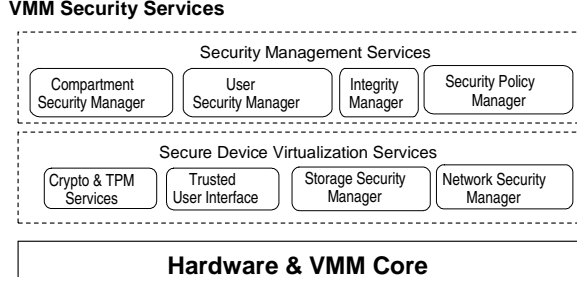 VMM Security Services
Security Management Services
Compartment
Security Manager
User
Security Manager
Integrity
Manager
Security Policy
Manager
Secure Device Virtualization Services
Crypto & TPM
Services
Trusted
User Interface
Storage Security
Manager
Network Security
Manager
Hardware & VMM Core